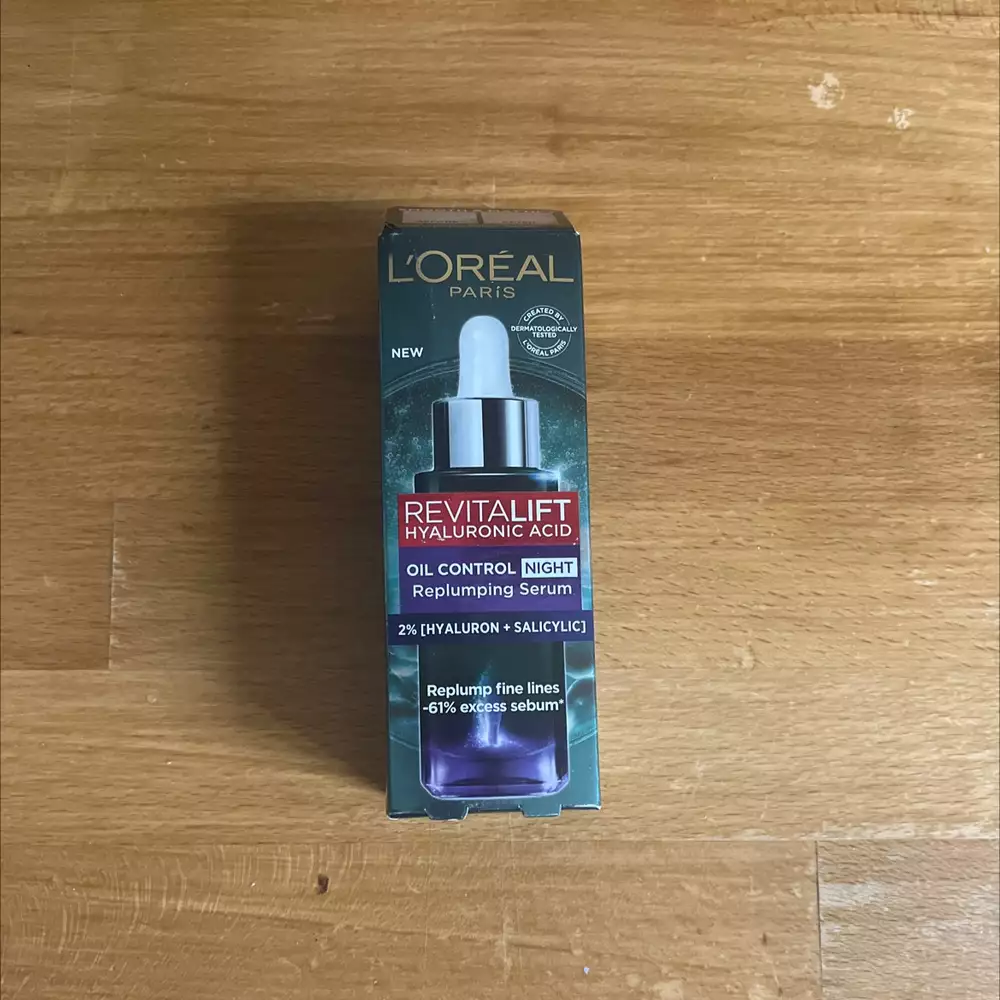 L'ORÉAL
PARiS
NEW
CREATED BY
DERMATOLOGICALLY
TESTED
L'ORÉAL PARIS
REVITALIFT
HYALURONIC ACID
OIL CONTROL NIGHT
Replumping Serum
2% [HYALURON + SALICYLIC]
Replump fine lines
-61% excess sebum*